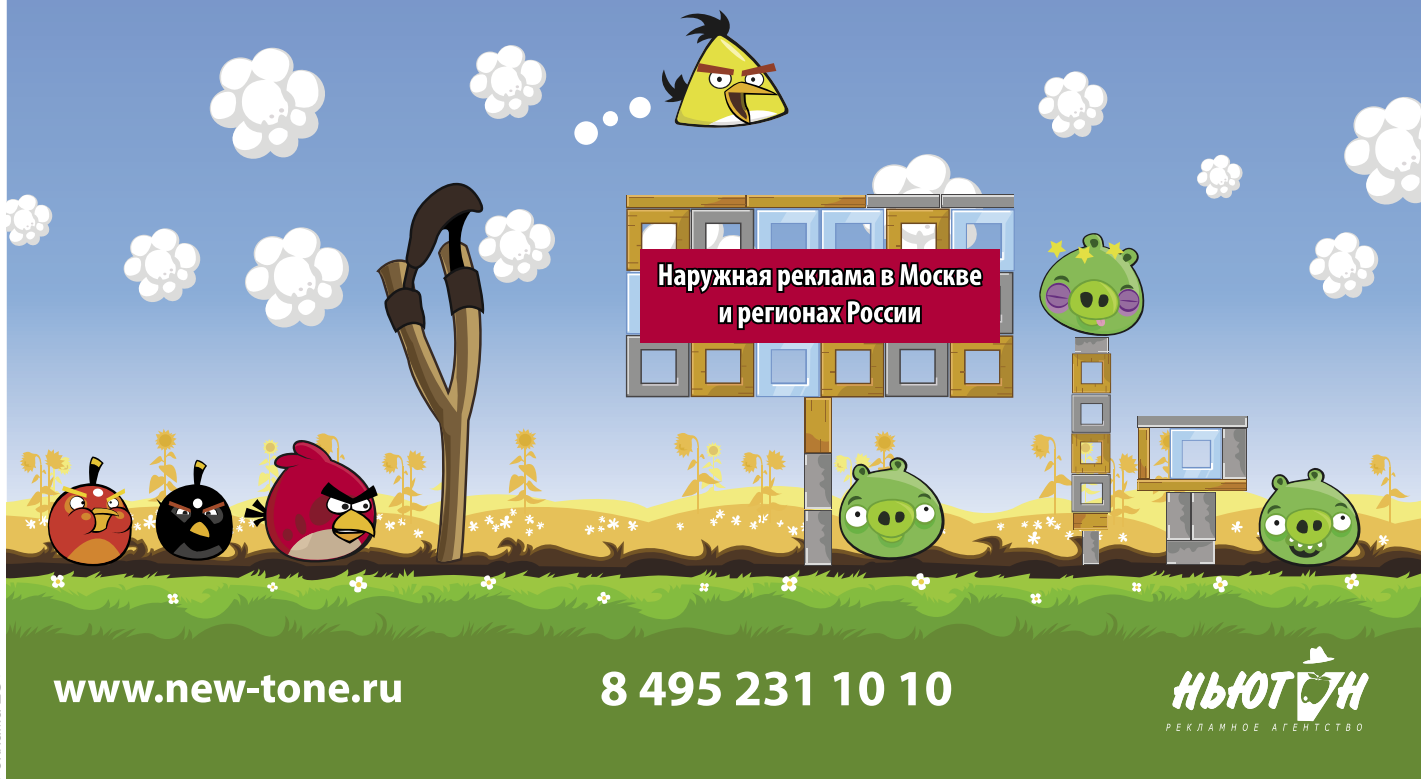 Наружная реклама в Москве
и регионах России
www.new-tone.ru
8 495 231 10 10
НЬЮТОН
РЕКЛАМНОЕ АГЕНТСТВО